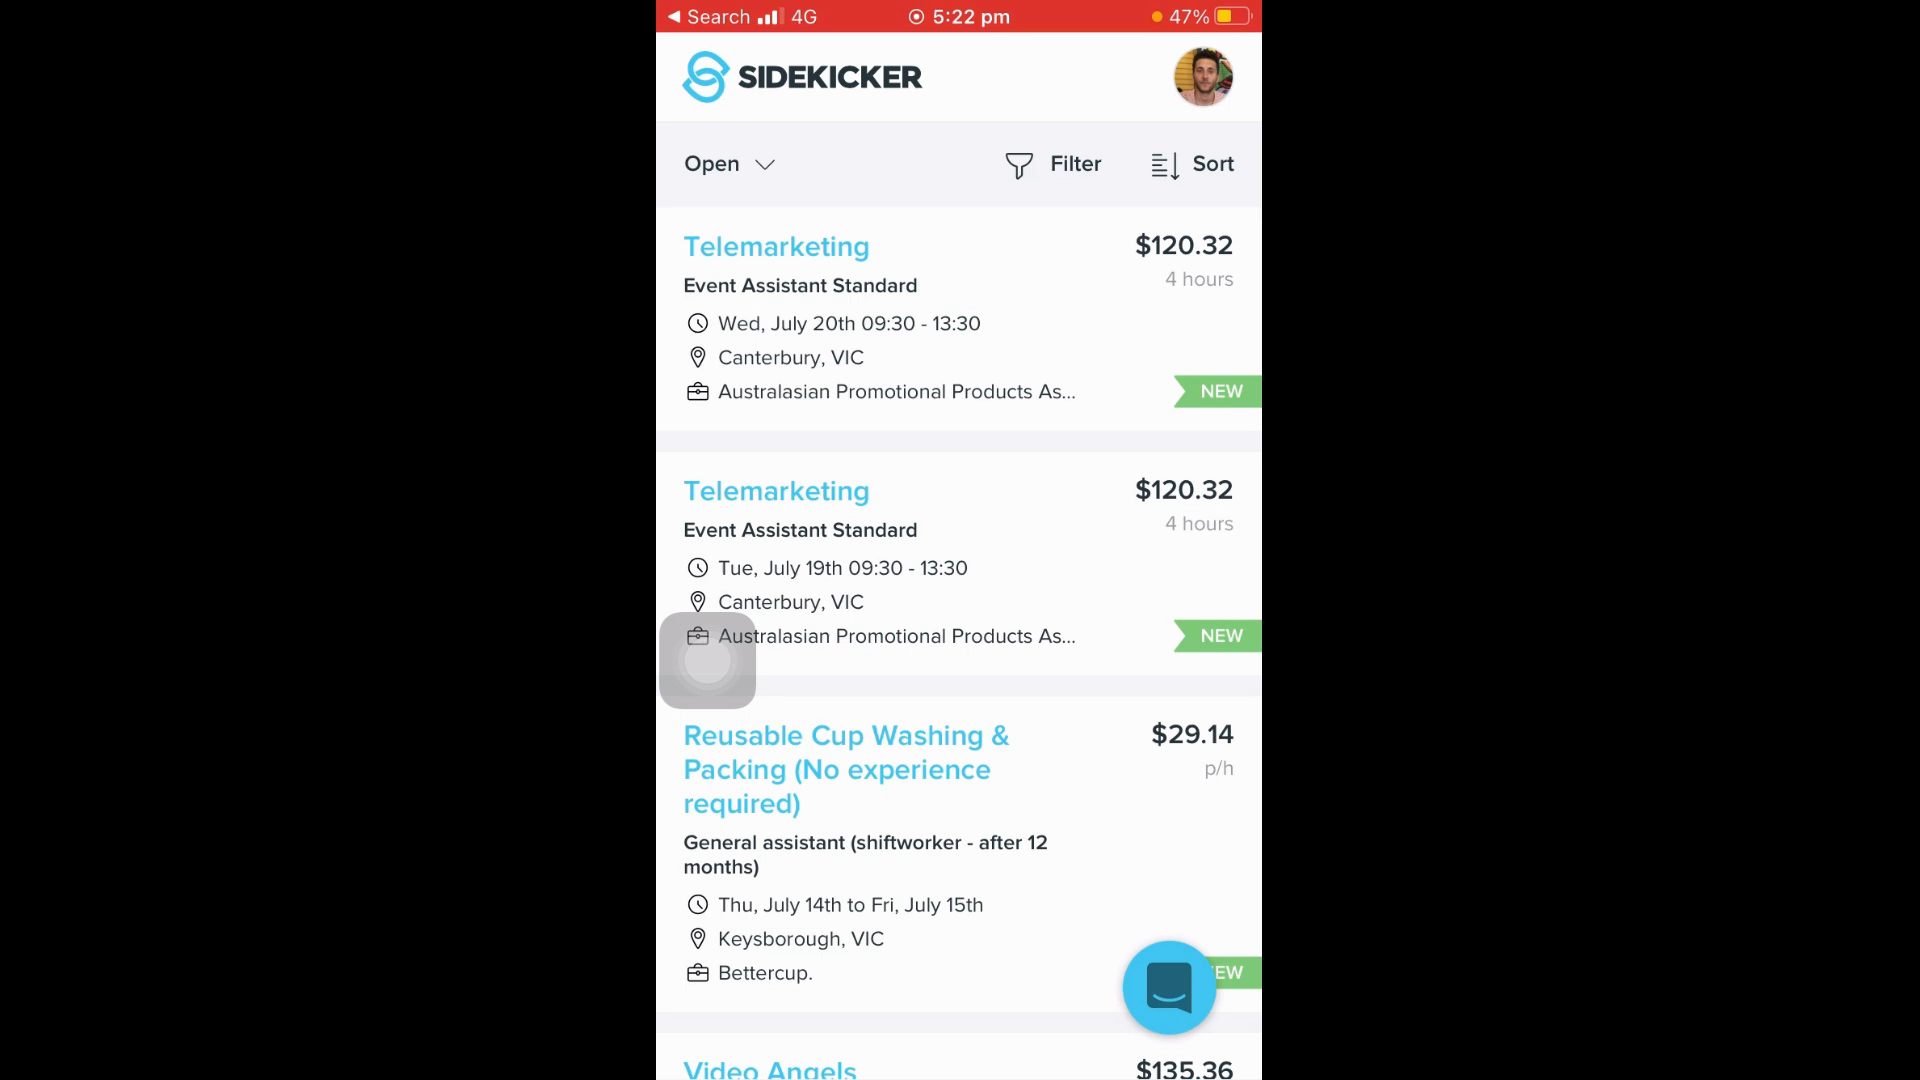 Search 4G 5:22 pm 47%
SIDEKICKER
Open Filter Sort
Telemarketing $120.32
Event Assistant Standard 4 hours
Wed, July 20th 09:30 - 13:30
Canterbury, VIC
Australasian Promotional Products As... NEW
Telemarketing $120.32
Event Assistant Standard 4 hours
Tue, July 19th 09:30 - 13:30
Canterbury, VIC
Australasian Promotional Products As... NEW
Reusable Cup Washing & $29.14
Packing (No experience p/h
required)
General assistant (shiftworker - after 12
months)
Thu, July 14th to Fri, July 15th
Keysborough, VIC
Bettercup. EW
Video Angels $135.36